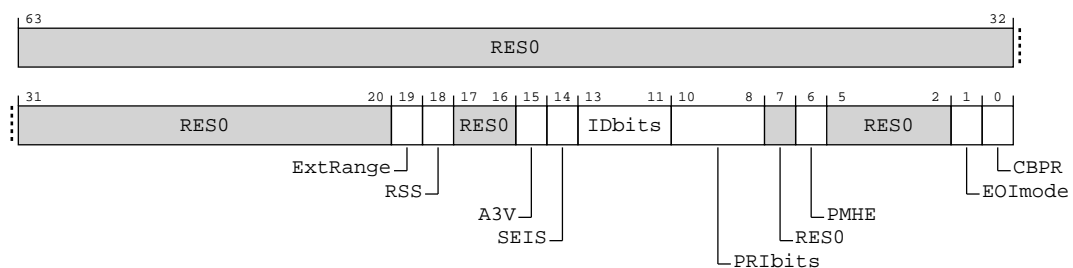 63 32
RES0
31 20 19 18 17 16 15 14 13 11 10 8 7 6 5 2 1 0
RES0 RES0 IDbits RES0
ExtRange CBPR
RSS EOImode
A3V PMHE
SEIS RES0
PRIbits